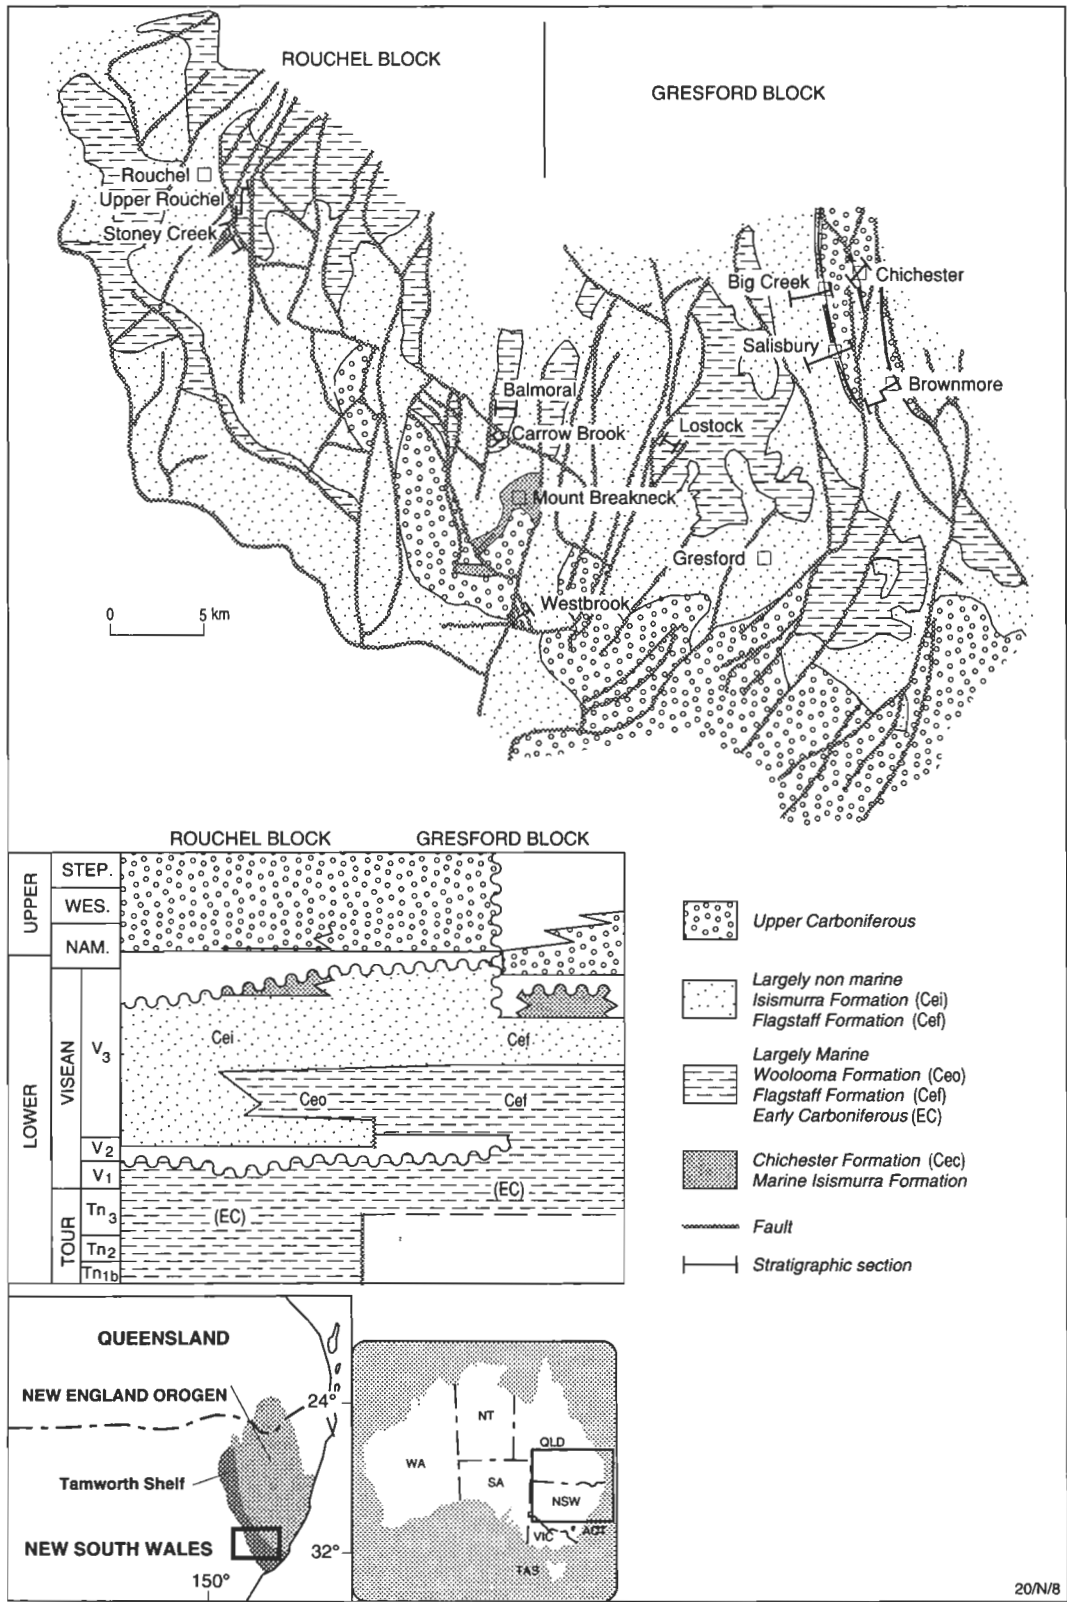 ROUCHEL BLOCK
GRESFORD BLOCK
Rouchel
Upper Rouchel
Stoney Creek
Big Creek
Chichester
Salisbury
Brownmore
Balmoral
Carrow Brook
Lostock
Mount Breakneck
Gresford
Westbrook
0 5 km
ROUCHEL BLOCK GRESFORD BLOCK
UPPER
STEP.
WES.
NAM.
LOWER
VISEAN
V3
V2
V1
TOUR
Tn3
Tn2
Tn1b
Cei
Cef
Ceo
Cef
(EC)
(EC)
Upper Carboniferous
Largely non marine
Isismurra Formation (Cei)
Flagstaff Formation (Cef)
Largely Marine
Woolooma Formation (Ceo)
Flagstaff Formation (Cef)
Early Carboniferous (EC)
Chichester Formation (Cec)
Marine Isismurra Formation
Fault
Stratigraphic section
QUEENSLAND
NEW ENGLAND OROGEN
24°
Tamworth Shelf
NEW SOUTH WALES
32°
150°
NT
QLD
WA
SA
NSW
VIC
ACT
TAS
20/N/8